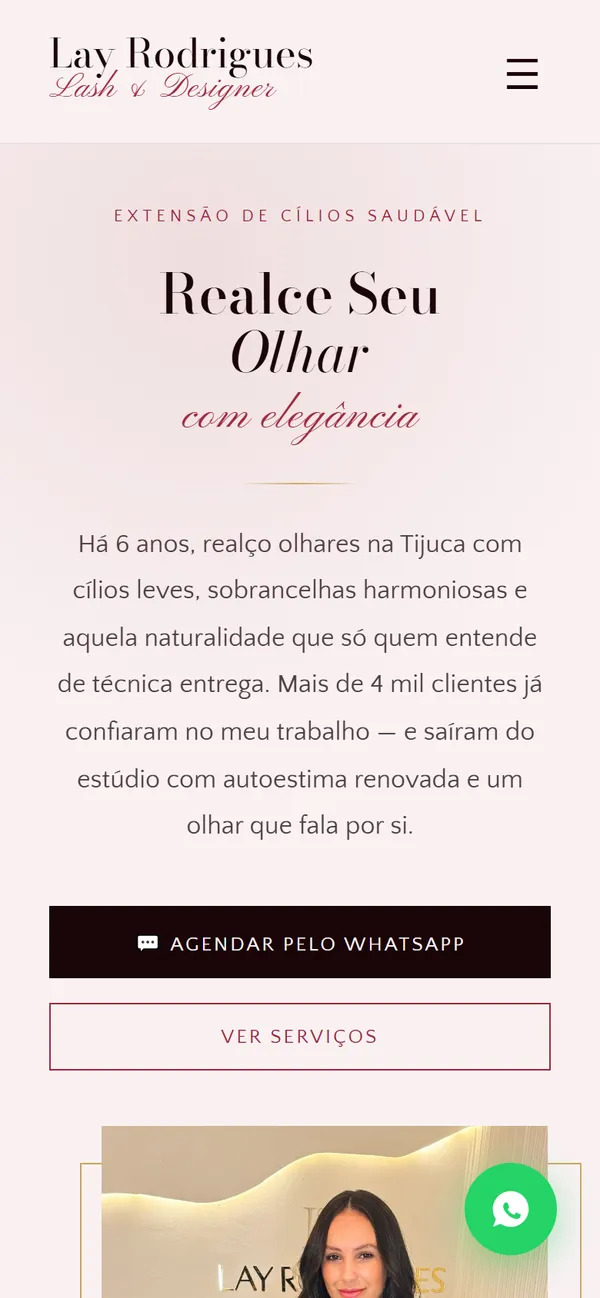 Lay Rodrigues
Lash & Designer
EXTENSÃO DE CÍLIOS SAUDÁVEL
Realce Seu
Olhar
com elegância
Há 6 anos, realço olhares na Tijuca com
cílios leves, sobrancelhas harmoniosas e
aquela naturalidade que só quem entende
de técnica entrega. Mais de 4 mil clientes já
confiaram no meu trabalho — e saíram do
estúdio com autoestima renovada e um
olhar que fala por si.
AGENDAR PELO WHATSAPP
VER SERVIÇOS
LAY